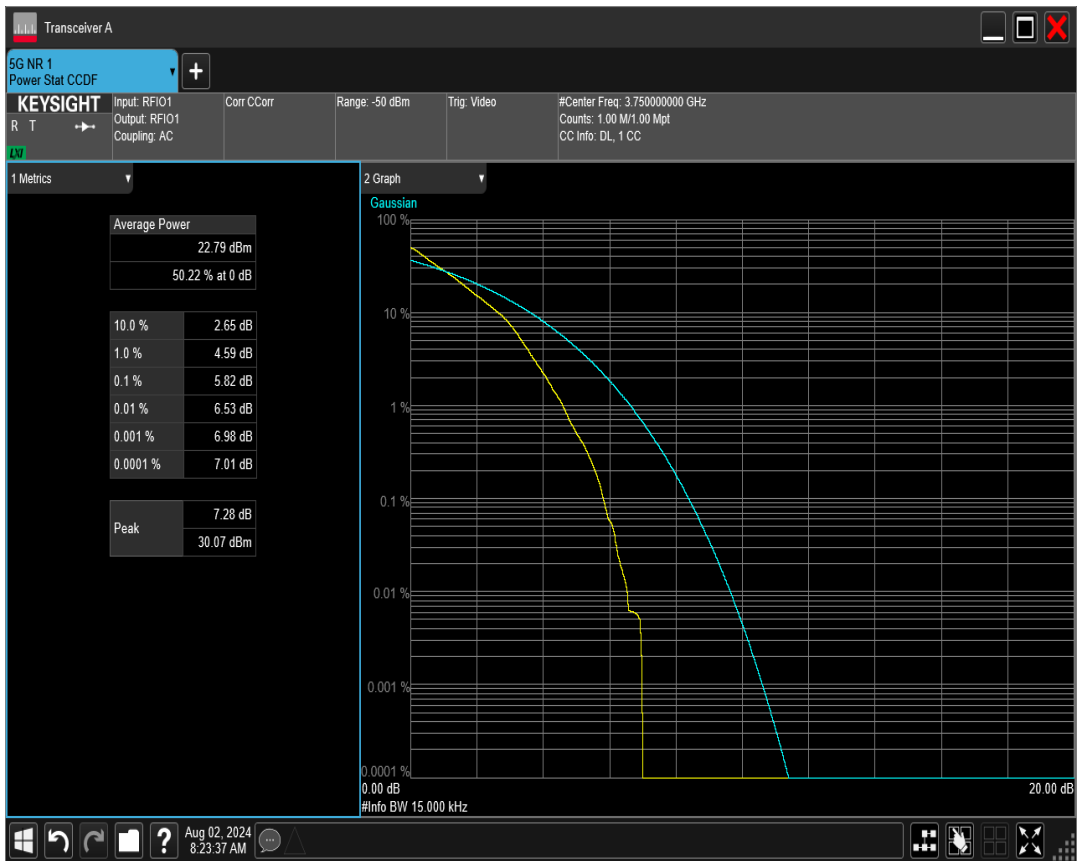 Transceiver A
5G NR 1
Power Stat CCDF
+
KEYSIGHT
R T
LXI
Input: RFIO1
Output: RFIO1
Coupling: AC
Corr CCorr
Range: -50 dBm
Trig: Video
#Center Freq: 3.750000000 GHz
Counts: 1.00 M/1.00 Mpt
CC Info: DL, 1 CC
1 Metrics
Average Power
22.79 dBm
50.22 % at 0 dB
10.0 % 2.65 dB
1.0 % 4.59 dB
0.1 % 5.82 dB
0.01 % 6.53 dB
0.001 % 6.98 dB
0.0001 % 7.01 dB
Peak 7.28 dB
30.07 dBm
2 Graph
Gaussian
100 %
10 %
1 %
0.1 %
0.01 %
0.001 %
0.0001 %
0.00 dB 20.00 dB
#Info BW 15.000 kHz
?
Aug 02, 2024
8:23:37 AM